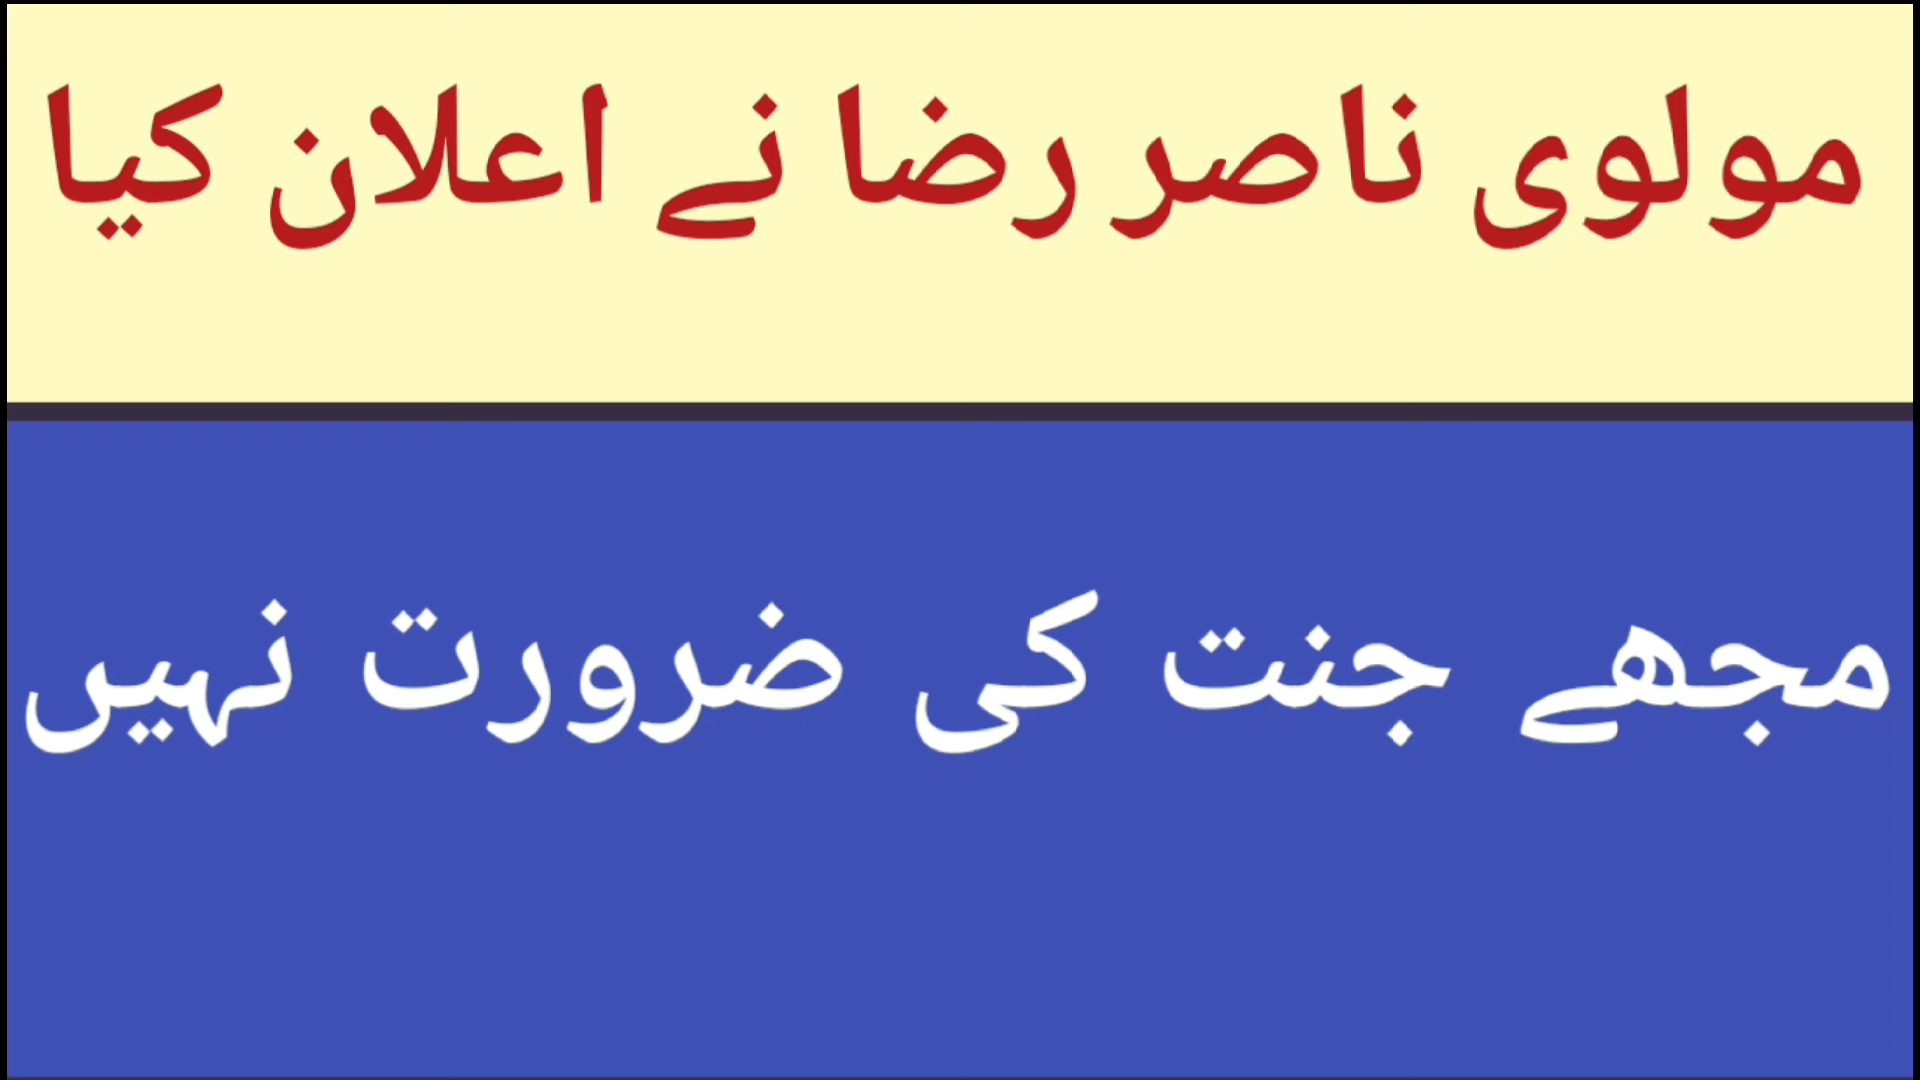 مولوی ناصر رضا نے اعلان کیا
مجھے جنت کی ضرورت نہیں